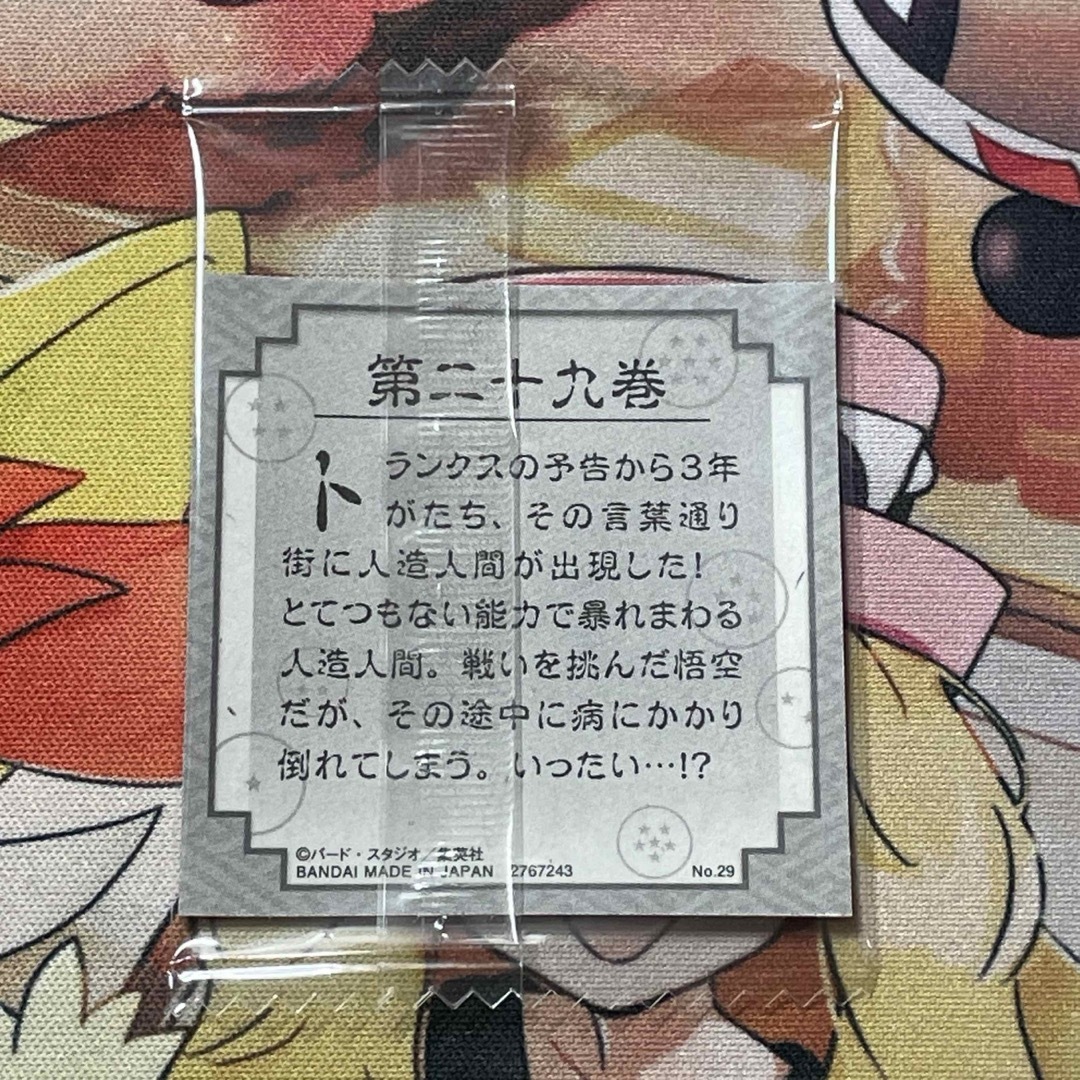 第二十九巻
トランクスの予告から3年
がたち、その言葉通り
街に人造人間が出現した!
とてつもない能力で暴れまわる
人造人間。戦いを挑んだ悟空
だが、その途中に病にかかり
倒れてしまう。いったい…!?
©バード・スタジオ／集英社
BANDAI MADE IN JAPAN 2767243 No.29